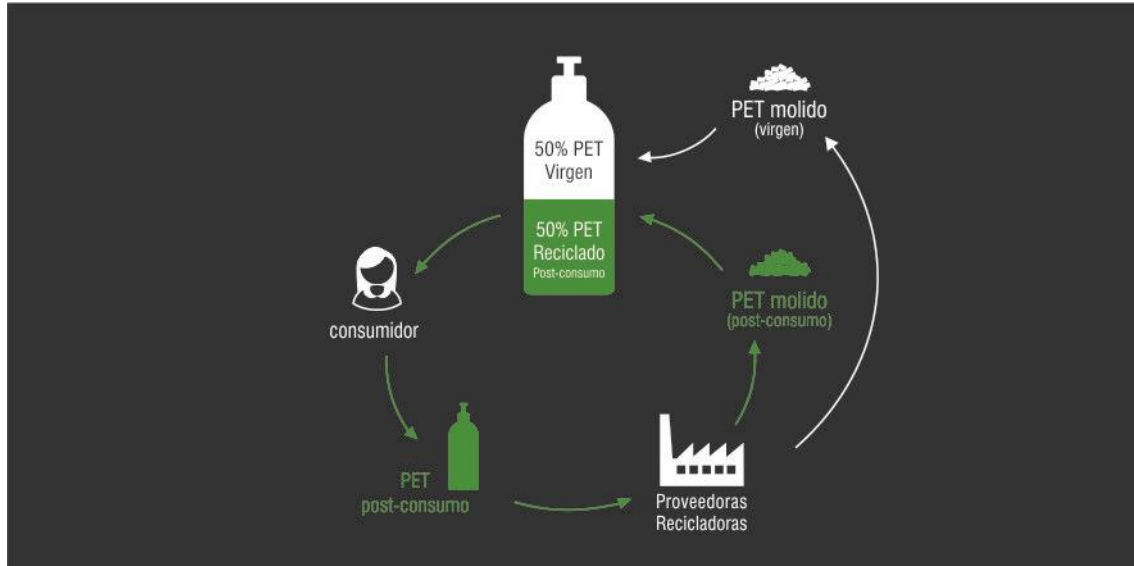 50% PET
Virgen
50% PET
Reciclado
Post-consumo
PET molido
(virgen)
PET molido
(post-consumo)
consumidor
PET
post-consumo
Proveedoras
Recicladoras